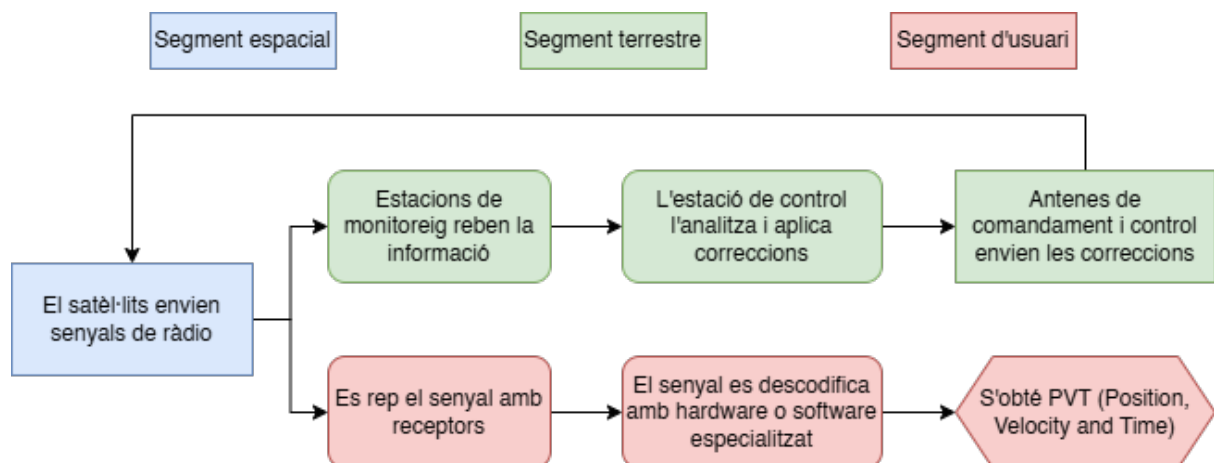 Segment espacial
Segment terrestre
Segment d'usuari
Estacions de
monitoreig reben la
informació
L'estació de control
l'analitza i aplica
correccions
Antenes de
comandament i control
envien les correccions
El satèl·lits envien
senyals de ràdio
Es rep el senyal amb
receptors
El senyal es descodifica
amb hardware o software
especialitzat
S'obté PVT (Position,
Velocity and Time)